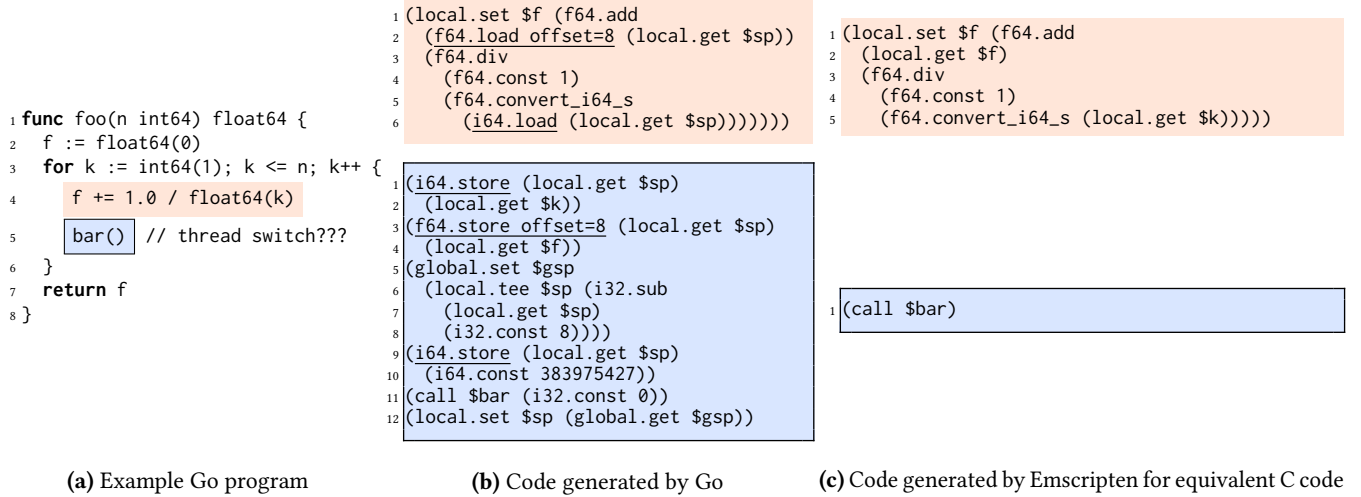 1 func foo(n int64) float64 {
2 f := float64(0)
3 for k := int64(1); k <= n; k++ {
4 f += 1.0 / float64(k)
5 bar() // thread switch???
6 }
7 return f
8 }
(a) Example Go program
1 (local.set $f (f64.add
2 (f64.load offset=8 (local.get $sp))
3 (f64.div
4 (f64.const 1)
5 (f64.convert_i64_s
6 (i64.load (local.get $sp)))))))
1 (i64.store (local.get $sp)
2 (local.get $k))
3 (f64.store offset=8 (local.get $sp)
4 (local.get $f))
5 (global.set $gsp
6 (local.tee $sp (i32.sub
7 (local.get $sp)
8 (i32.const 8))))
9 (i64.store (local.get $sp)
10 (i64.const 383975427))
11 (call $bar (i32.const 0))
12 (local.set $sp (global.get $gsp))
(b) Code generated by Go
1 (local.set $f (f64.add
2 (local.get $f)
3 (f64.div
4 (f64.const 1)
5 (f64.convert_i64_s (local.get $k)))))
1 (call $bar)
(c) Code generated by Emscripten for equivalent C code